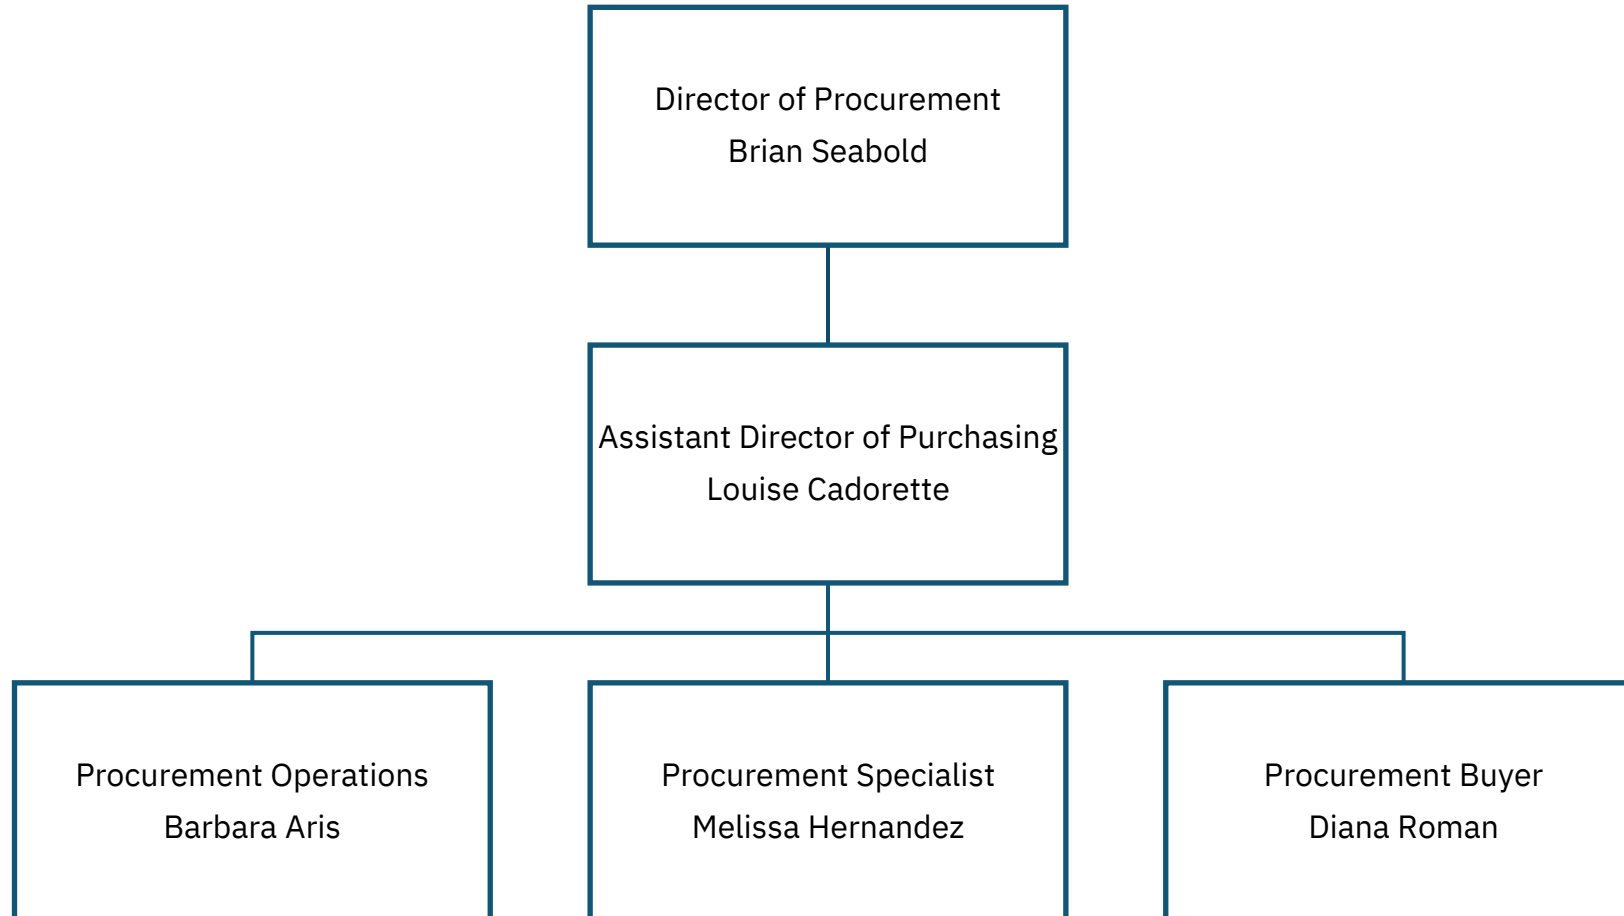 Director of Procurement
Brian Seabold
Assistant Director of Purchasing
Louise Cadorette
Procurement Operations
Barbara Aris
Procurement Specialist
Melissa Hernandez
Procurement Buyer
Diana Roman